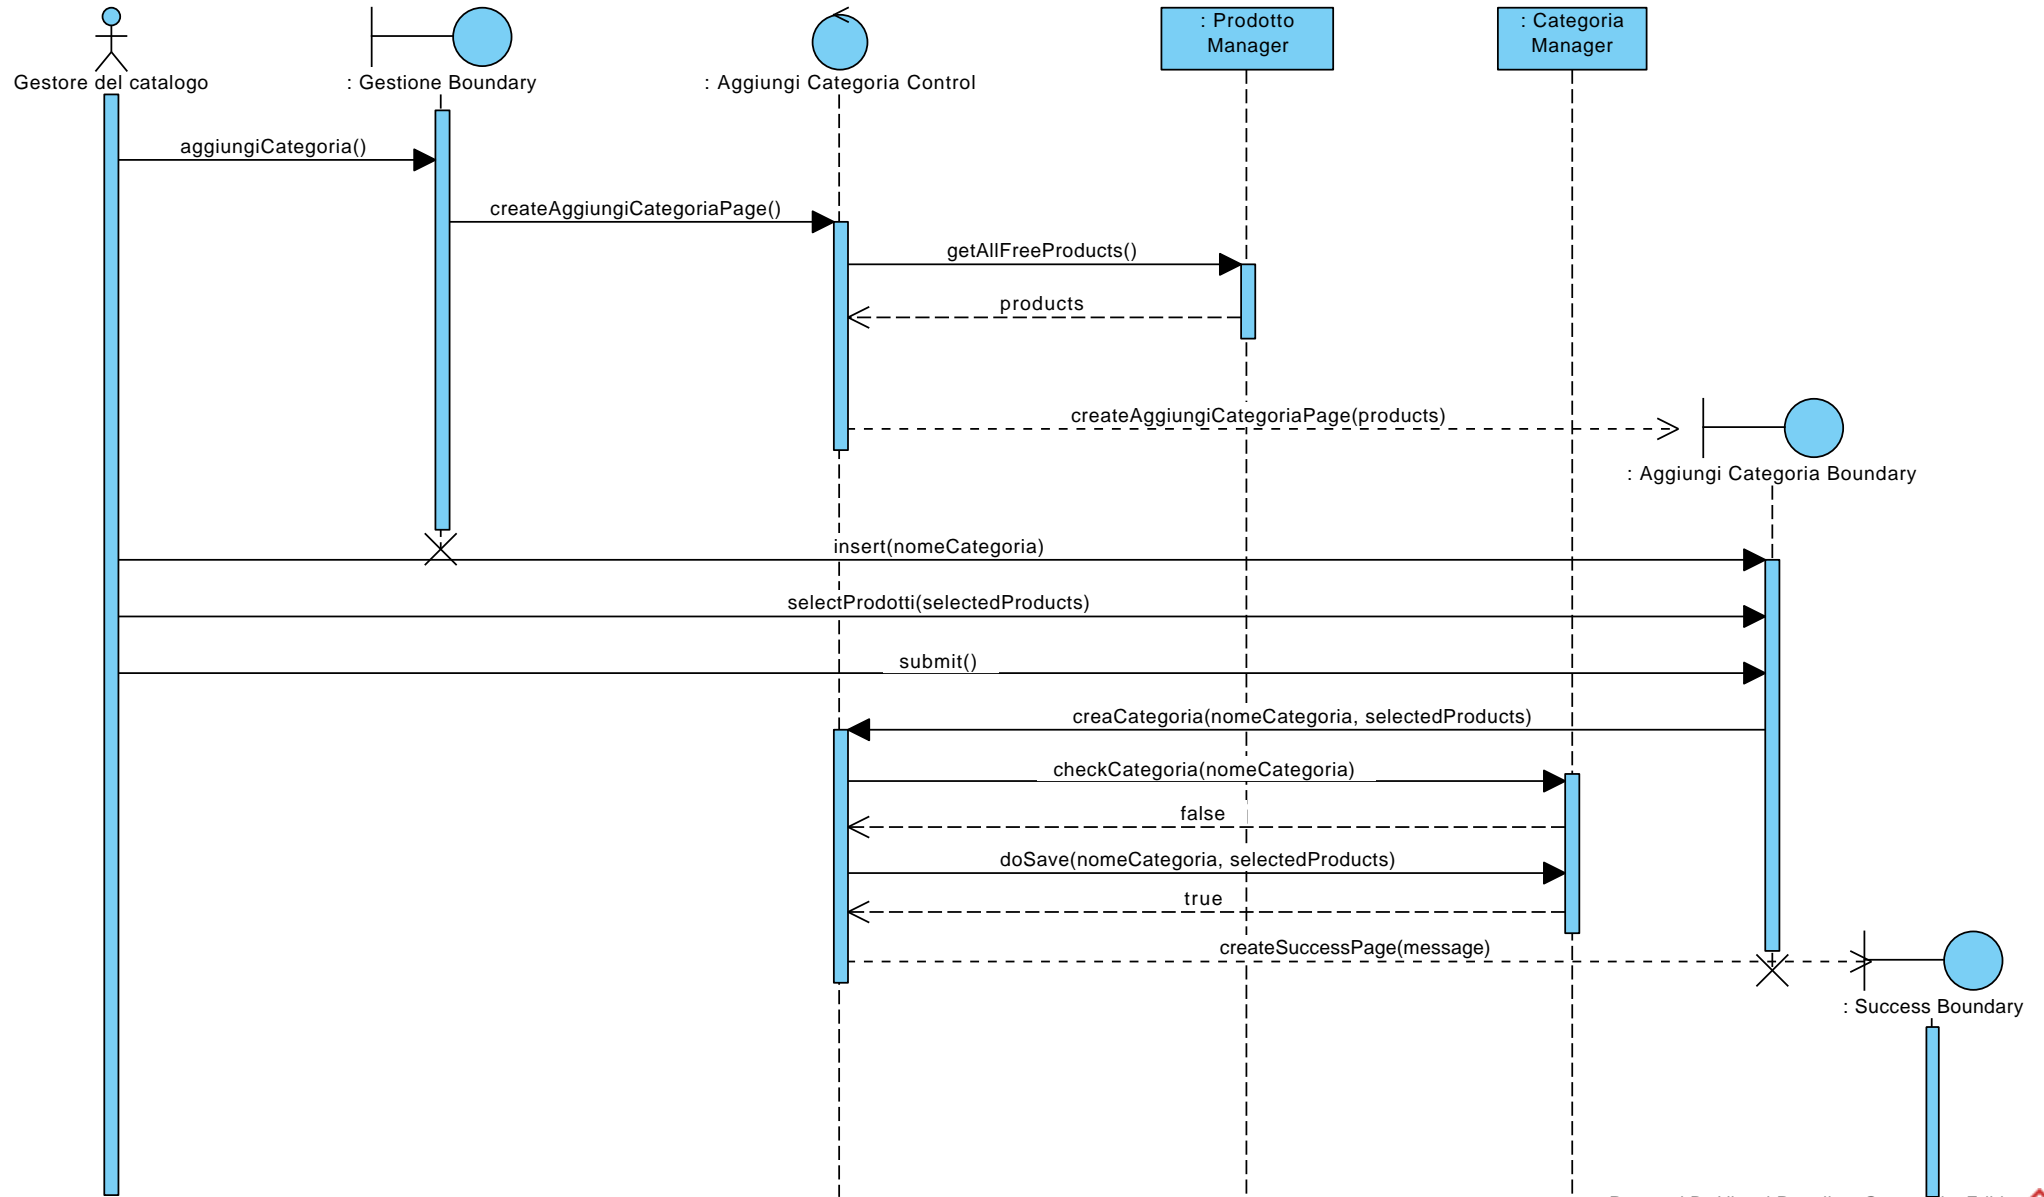 : Prodotto
Manager
: Categoria
Manager
Gestore del catalogo
: Gestione Boundary
: Aggiungi Categoria Control
aggiungiCategoria()
createAggiungiCategoriaPage()
getAllFreeProducts()
products
createAggiungiCategoriaPage(products)
: Aggiungi Categoria Boundary
insert(nomeCategoria)
selectProdotti(selectedProducts)
submit()
creaCategoria(nomeCategoria, selectedProducts)
checkCategoria(nomeCategoria)
false
doSave(nomeCategoria, selectedProducts)
true
createSuccessPage(message)
: Success Boundary